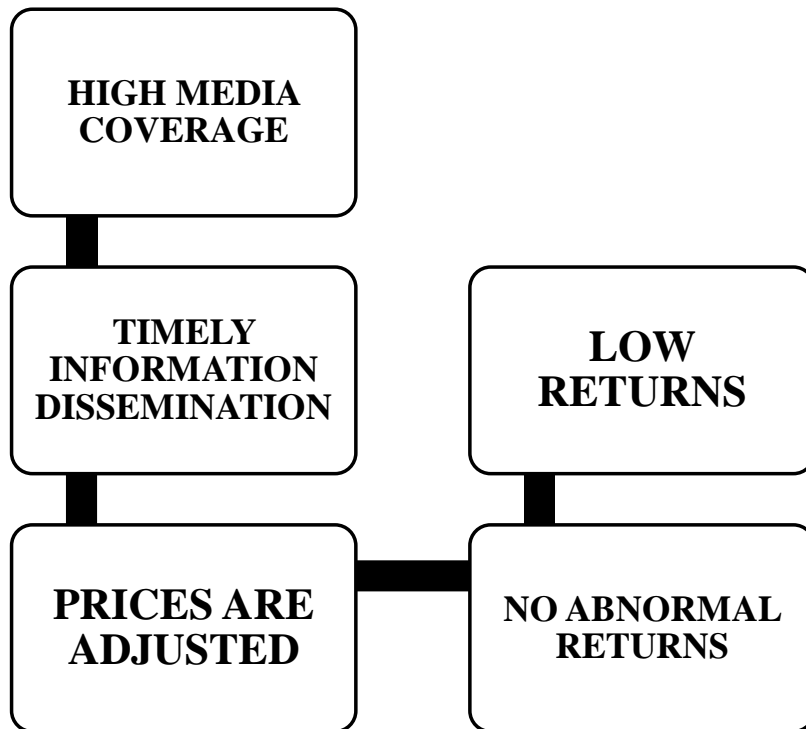 HIGH MEDIA
COVERAGE
TIMELY
INFORMATION
DISSEMINATION
PRICES ARE
ADJUSTED
NO ABNORMAL
RETURNS
LOW
RETURNS